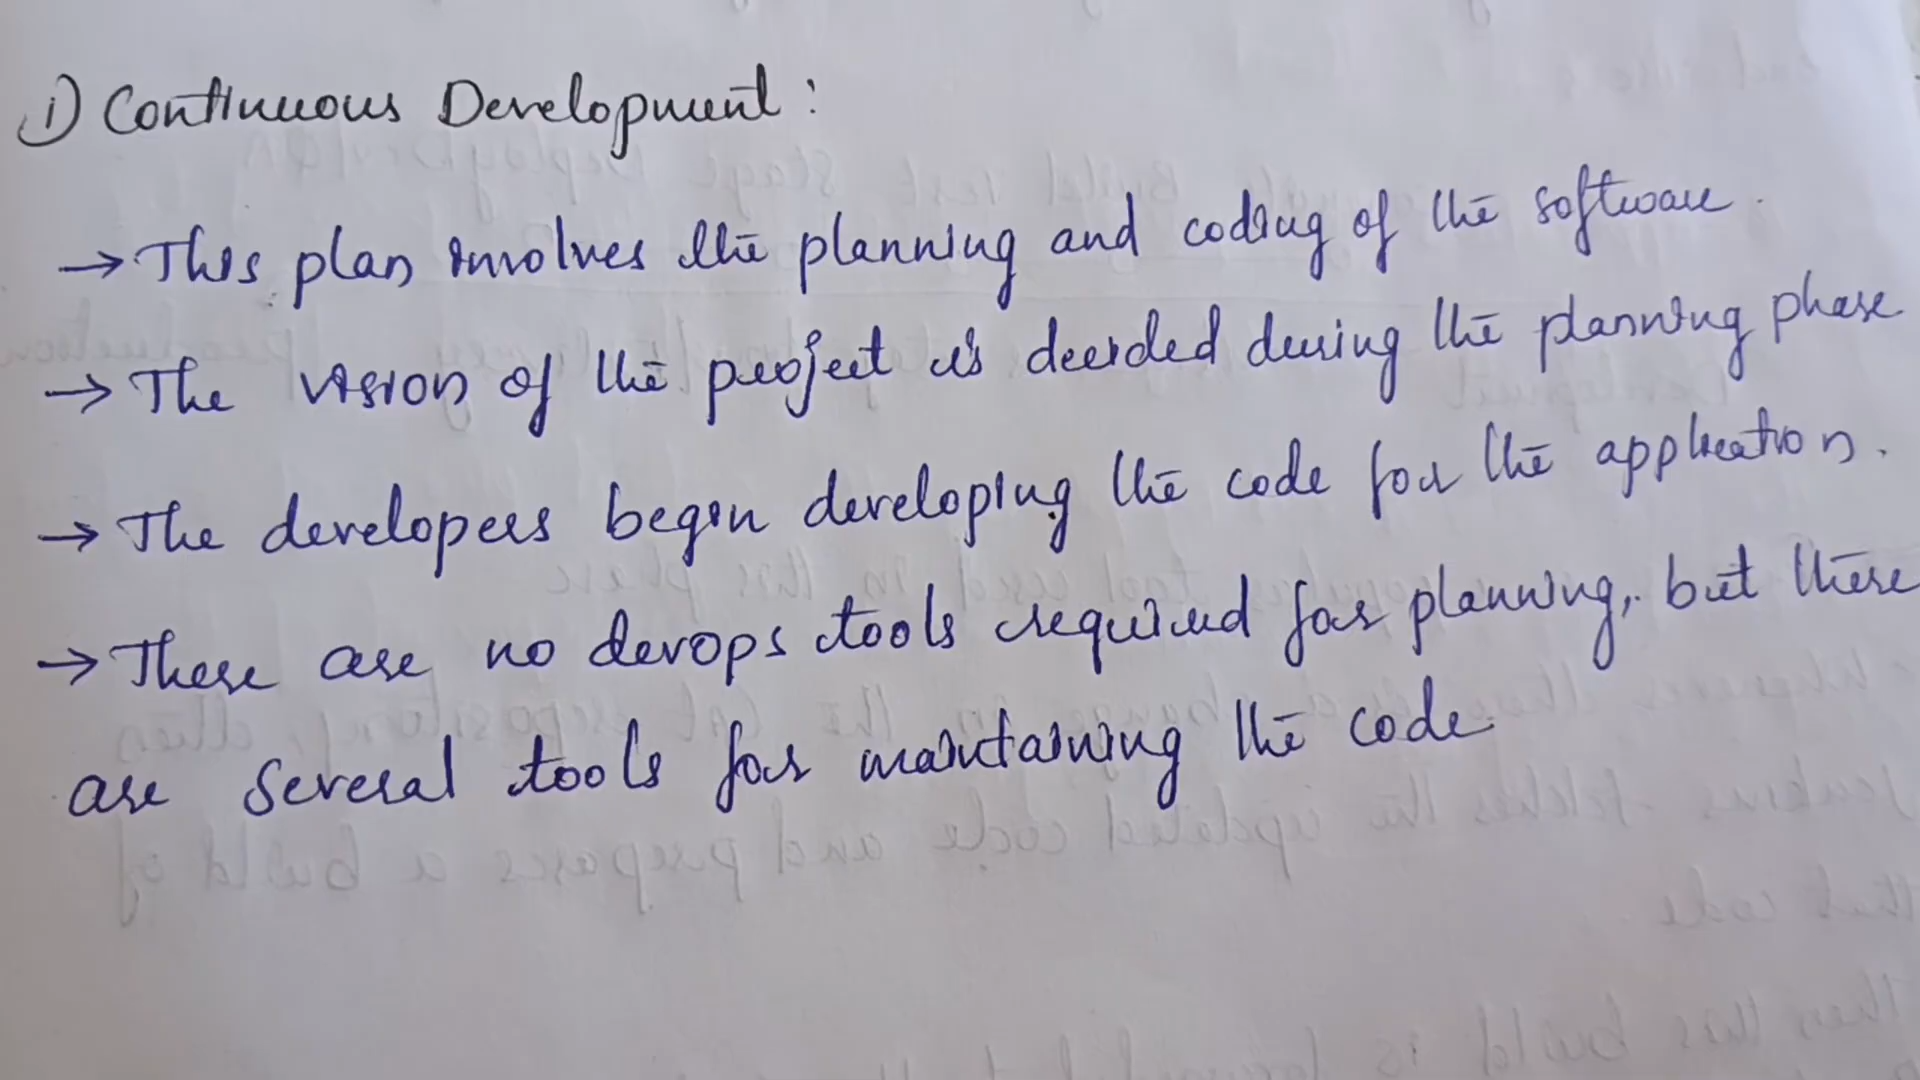 i) Continuous Development :
→ This plan involves the planning and coding of the software.
→ The vision of the project is decided during the planning phase
→ The developers begin developing the code for the application.
→ There are no devops tools required for planning, but there
are several tools for maintaining the code.